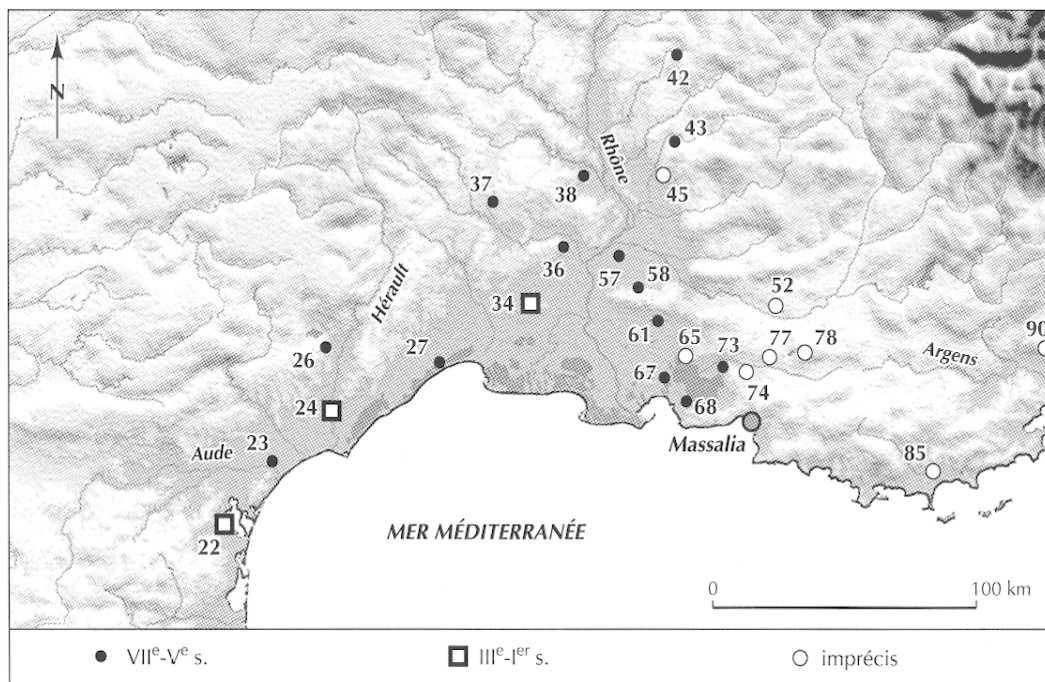 42
N
43
Rhône
37
38
45
36
57
58
Hérault
34
52
61
65
73
77
78
90
Argens
26
27
67
74
24
68
Massalia
23
Aude
85
22
MER MÉDITERRANÉE
0
100 km
VIIᵉ-Vᵉ s.
IIIᵉ-Iᵉʳ s.
imprécis